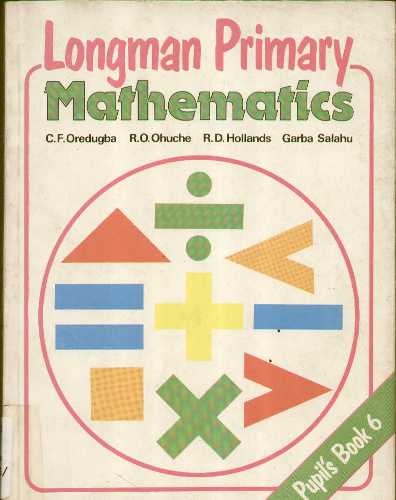 Longman Primary
Mathematics
C.F.Oredugba R.O.Ohuche R.D.Hollands Garba Salahu
Pupil's Book 6